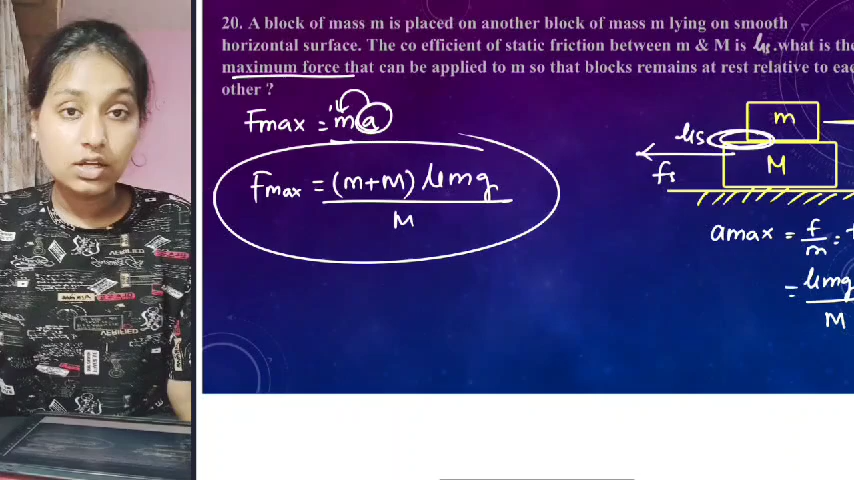 20. A block of mass m is placed on another block of mass m lying on smooth
horizontal surface. The co efficient of static friction between m & M is μs.what is the
maximum force that can be applied to m so that blocks remains at rest relative to eac
other ?
Fmax = ma
Fmax = (m+M) μmg
M
m
μs
M
fs
amax = f
m
= μmg
M